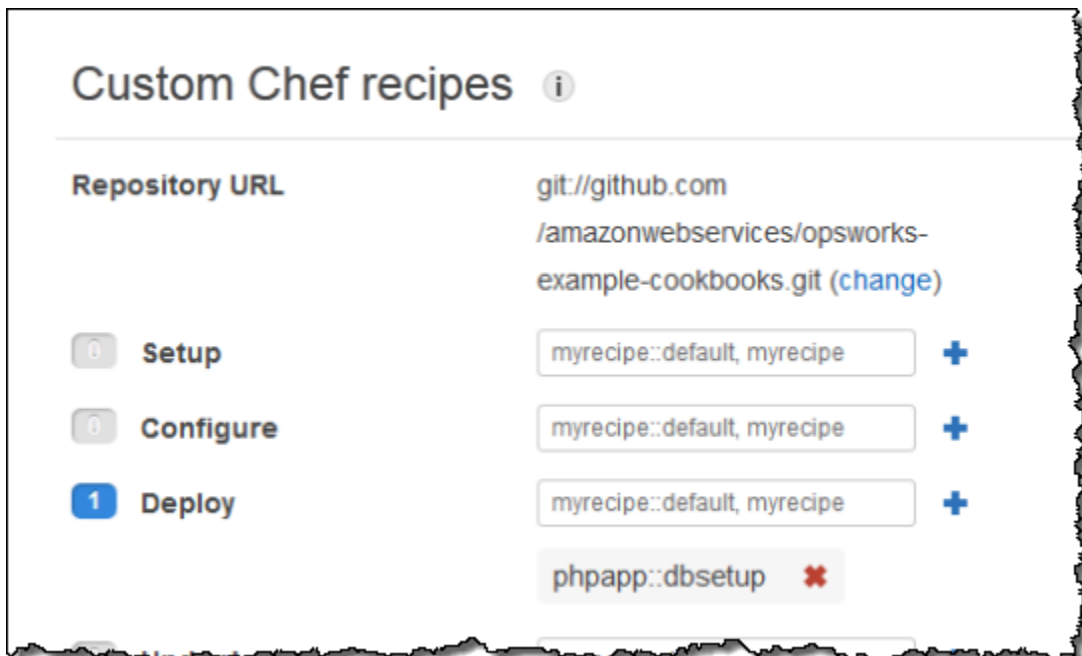 Custom Chef recipes i
Repository URL
git://github.com
/amazonwebservices/opsworks-
example-cookbooks.git (change)
0 Setup myrecipe::default, myrecipe
0 Configure myrecipe::default, myrecipe
1 Deploy myrecipe::default, myrecipe
phpapp::dbsetup